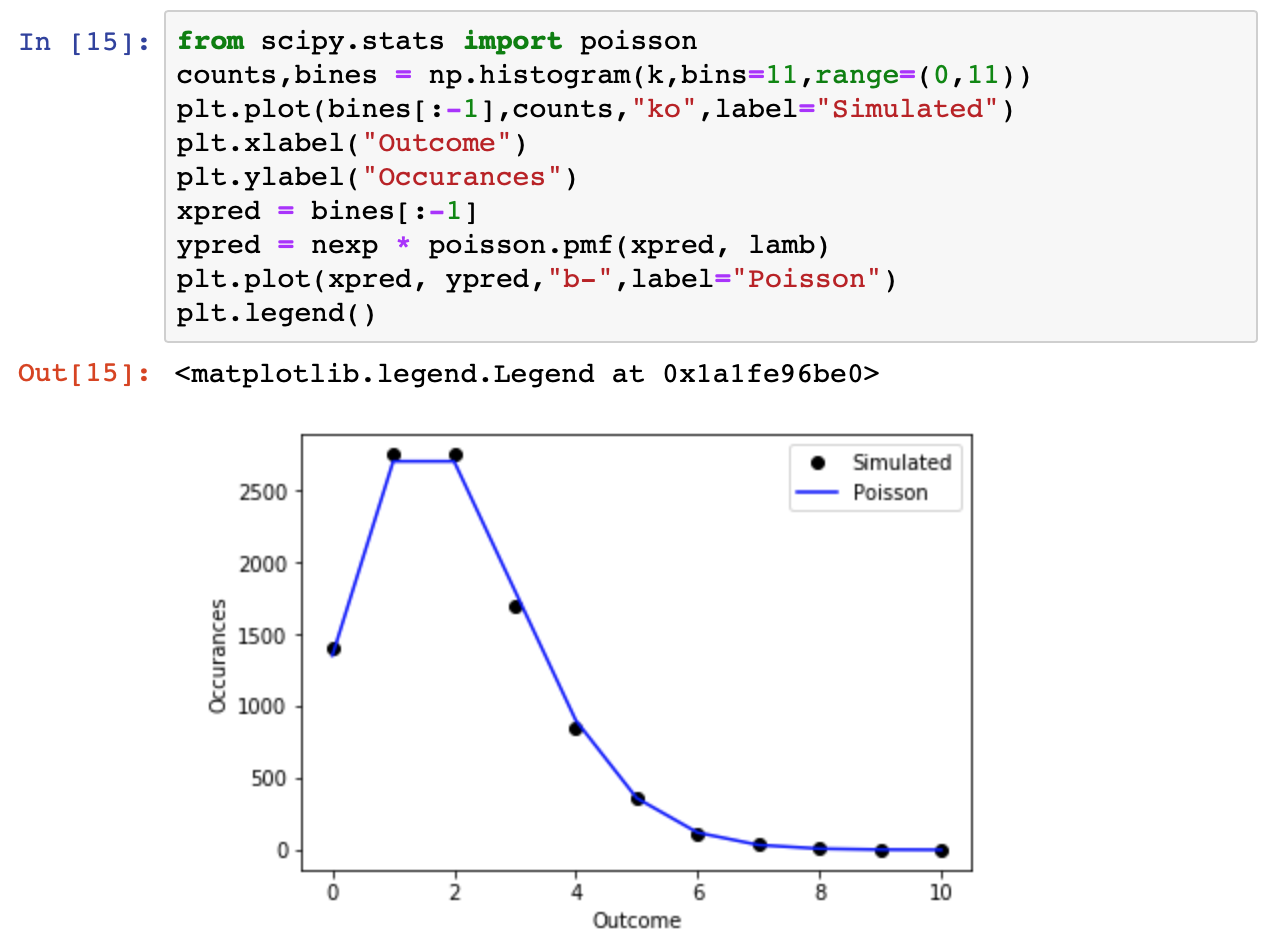 In [15]:
from scipy.stats import poisson
counts,bines = np.histogram(k,bins=11,range=(0,11))
plt.plot(bines[:-1],counts,"ko",label="Simulated")
plt.xlabel("Outcome")
plt.ylabel("Occurances")
xpred = bines[:-1]
ypred = nexp * poisson.pmf(xpred, lamb)
plt.plot(xpred, ypred,"b-",label="Poisson")
plt.legend()
Out[15]:
<matplotlib.legend.Legend at 0x1a1fe96be0>
Simulated
Poisson
2500
2000
1500
1000
500
0
Occurances
0 2 4 6 8 10
Outcome